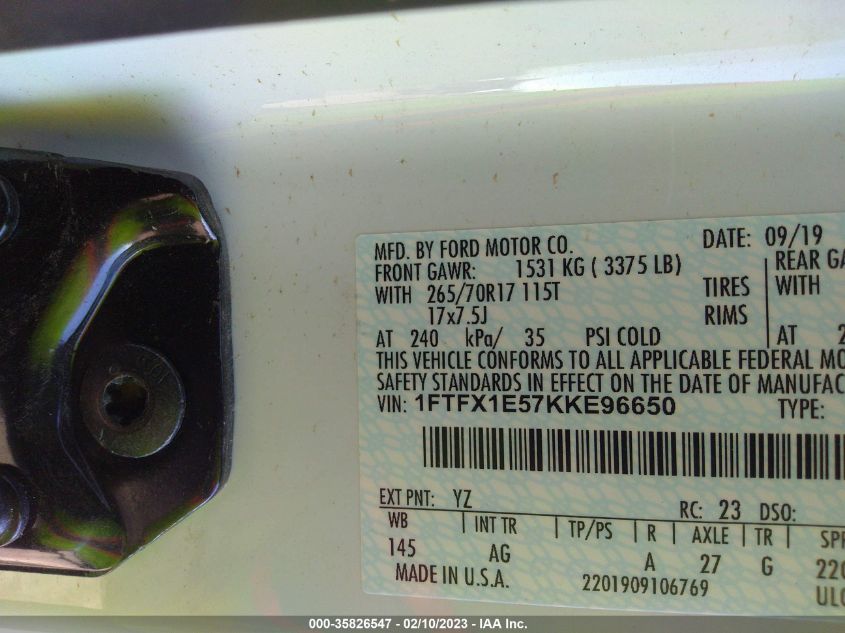 MFD. BY FORD MOTOR CO. DATE: 09/19
FRONT GAWR: 1531 KG ( 3375 LB) REAR GA
WITH 265/70R17 115T TIRES WITH
17x7.5J RIMS
AT 240 kPa/ 35 PSI COLD AT 2
THIS VEHICLE CONFORMS TO ALL APPLICABLE FEDERAL MO
SAFETY STANDARDS IN EFFECT ON THE DATE OF MANUFAC
VIN: 1FTFX1E57KKE96650 TYPE:
EXT PNT: YZ RC: 23 DSO:
WB INT TR TP/PS R AXLE TR SPR
145 AG A 27 G 220
MADE IN U.S.A. 2201909106769 ULC
000-35826547 - 02/10/2023 - IAA Inc.